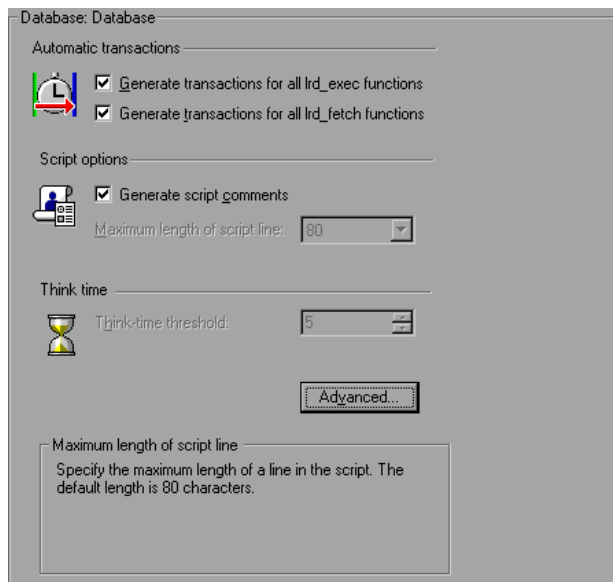 Database: Database
Automatic transactions
Generate transactions for all lrd_exec functions
Generate transactions for all lrd_fetch functions
Script options
Generate script comments
Maximum length of script line: 80
Think time
Think-time threshold: 5
Advanced...
Maximum length of script line
Specify the maximum length of a line in the script. The
default length is 80 characters.